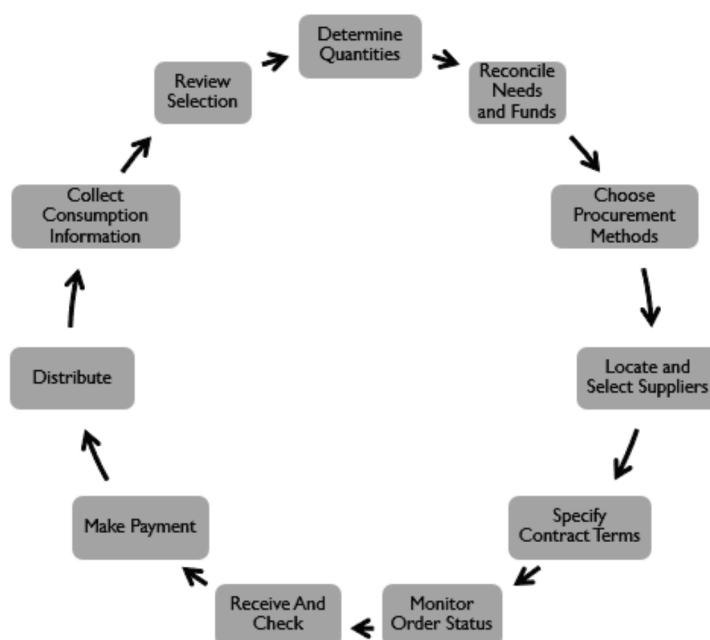 Determine
Quantities
Reconcile
Needs
and Funds
Choose
Procurement
Methods
Locate and
Select Suppliers
Specify
Contract Terms
Monitor
Order Status
Receive And
Check
Make Payment
Distribute
Collect
Consumption
Information
Review
Selection